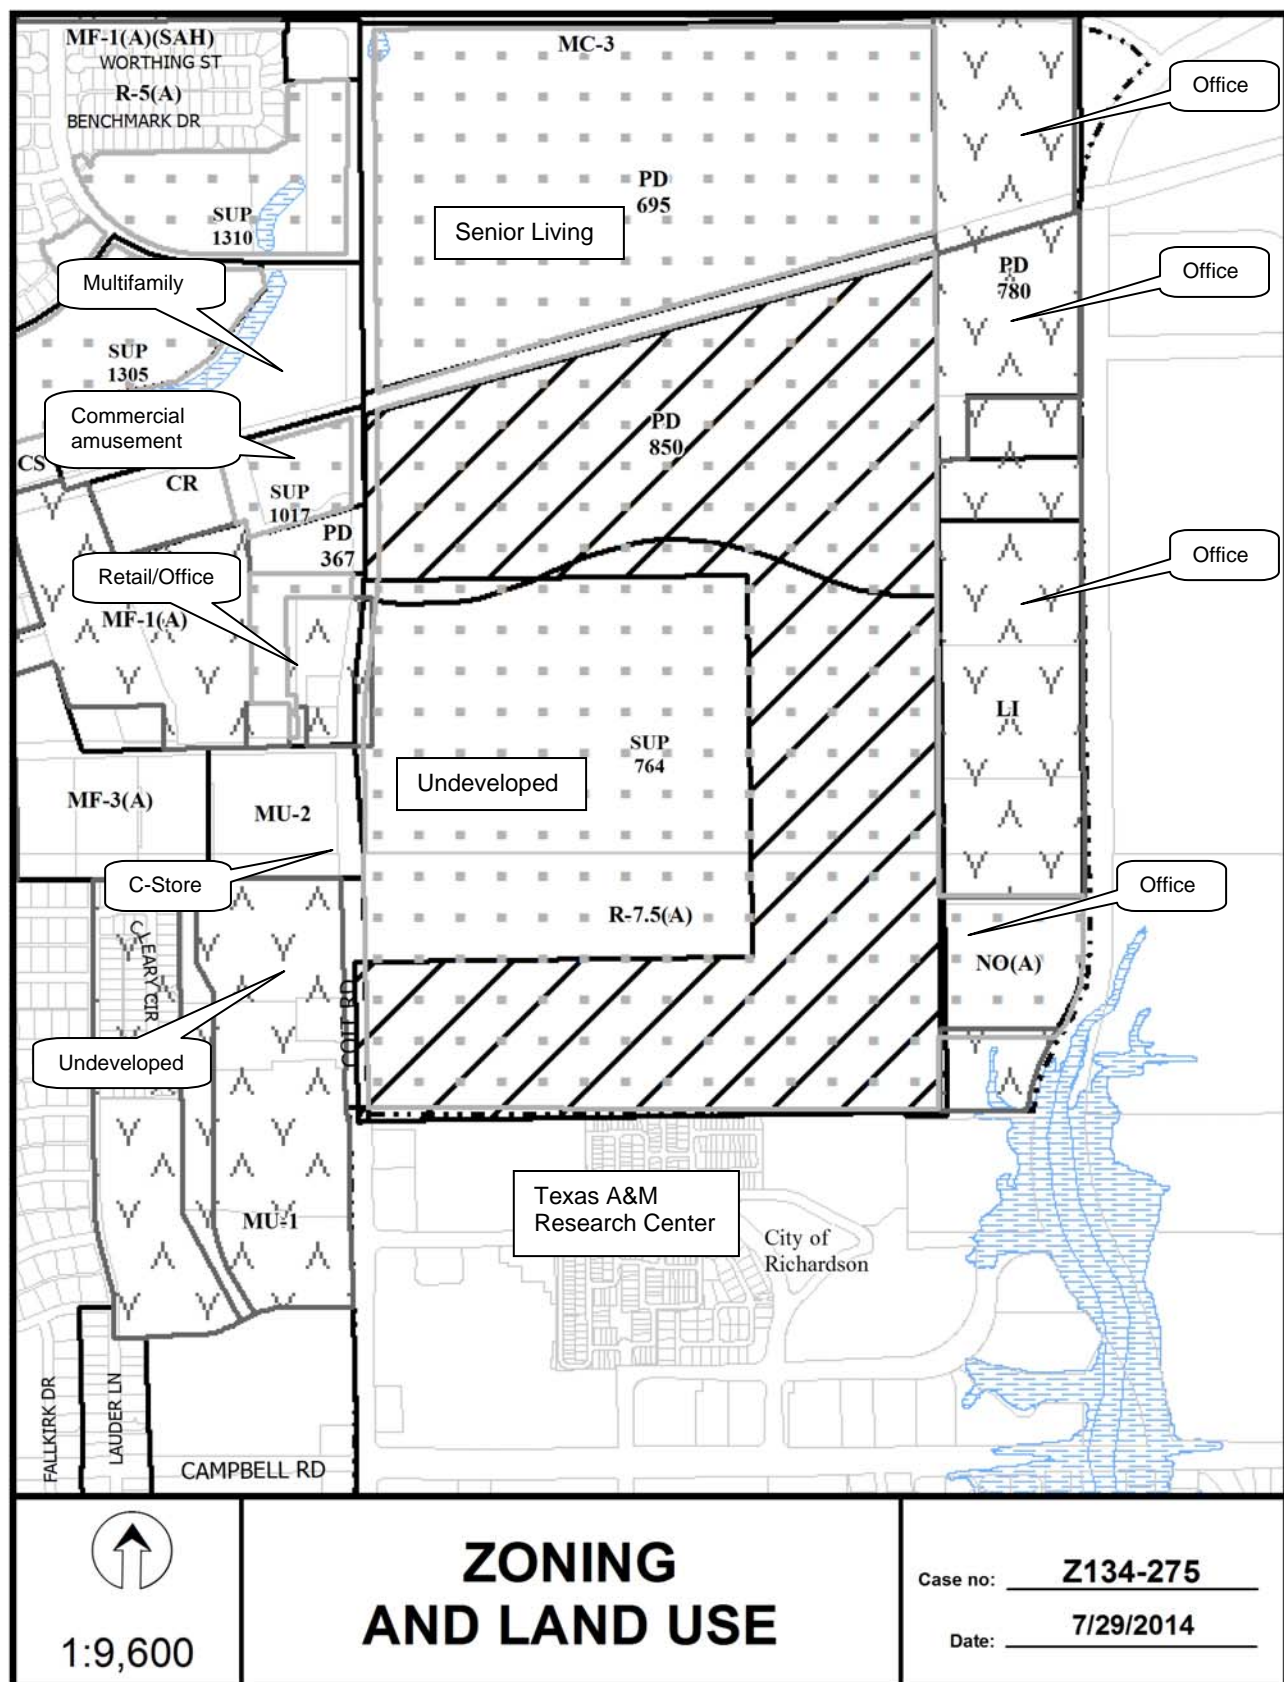 MF-1(A)(SAH)
WORTHING ST
R-5(A)
BENCHMARK DR
MC-3
Office
PD
695
SUP
1310
Senior Living
Multifamily
PD
780
Office
SUP
1305
Commercial
amusement
PD
850
CS
CR
SUP
1017
PD
367
Retail/Office
MF-1(A)
Office
LI
SUP
764
Undeveloped
MF-3(A)
MU-2
C-Store
Office
R-7.5(A)
CLEARY CIR
NO(A)
COIT RD
Undeveloped
Texas A&M
Research Center
MU-1
City of
Richardson
FALLKIRK DR
LAUDER LN
CAMPBELL RD
1:9,600
ZONING
AND LAND USE
Case no: Z134-275
Date: 7/29/2014